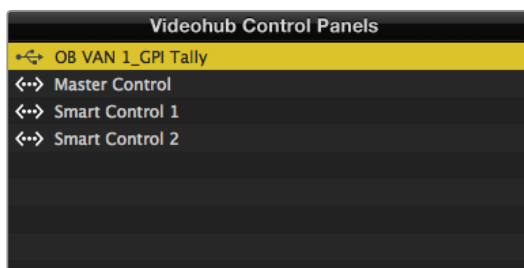 Videohub Control Panels
OB VAN 1_GPI Tally
Master Control
Smart Control 1
Smart Control 2